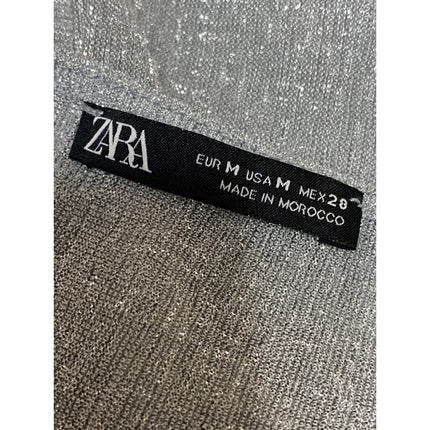 ZARA
EUR M USA M MEX 28
MADE IN MOROCCO